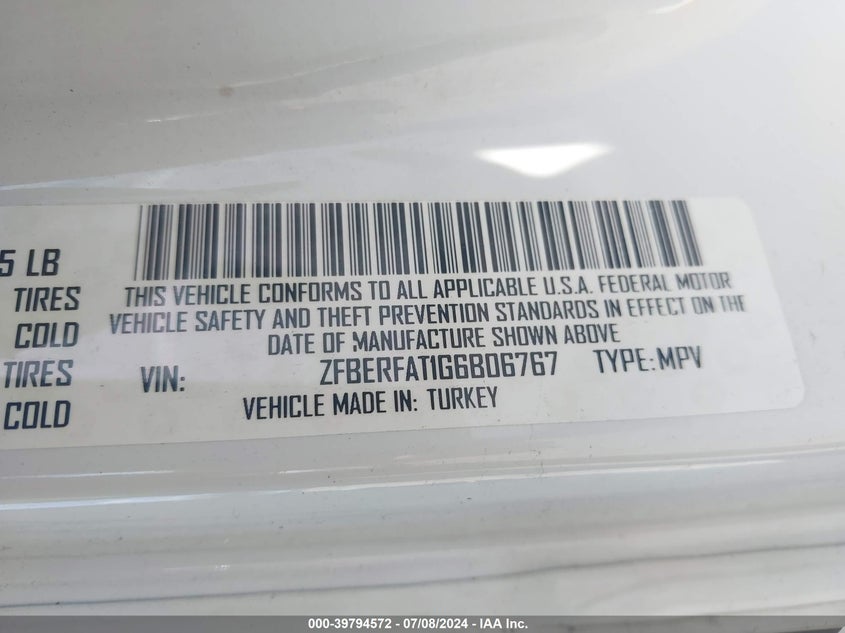 5 LB
TIRES
COLD
TIRES
COLD
THIS VEHICLE CONFORMS TO ALL APPLICABLE U.S.A. FEDERAL MOTOR
VEHICLE SAFETY AND THEFT PREVENTION STANDARDS IN EFFECT ON THE
DATE OF MANUFACTURE SHOWN ABOVE
VIN: ZFBERFAT1G6B06767 TYPE: MPV
VEHICLE MADE IN: TURKEY
000-39794572 | 07/08/2024 | IAA Inc.